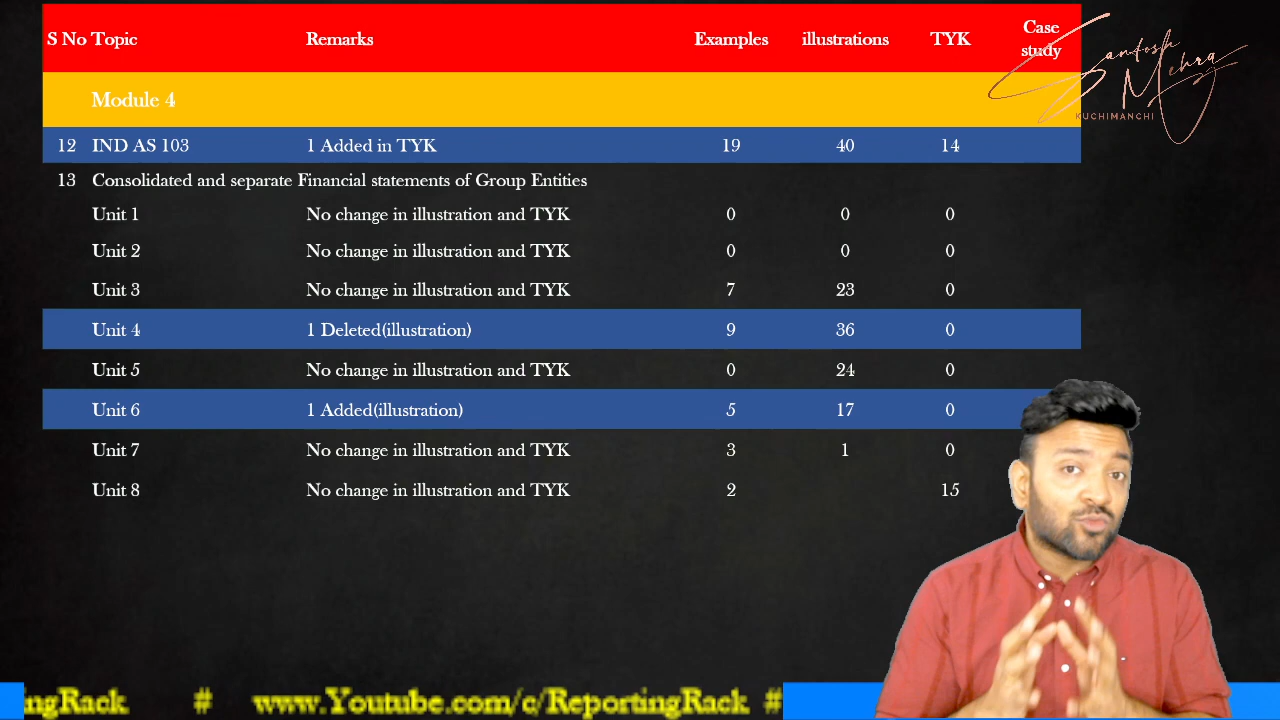 S No Topic Remarks Examples illustrations TYK Case study
Module 4
12 IND AS 103 1 Added in TYK 19 40 14
13 Consolidated and separate Financial statements of Group Entities
Unit 1 No change in illustration and TYK 0 0 0
Unit 2 No change in illustration and TYK 0 0 0
Unit 3 No change in illustration and TYK 7 23 0
Unit 4 1 Deleted(illustration) 9 36 0
Unit 5 No change in illustration and TYK 0 24 0
Unit 6 1 Added(illustration) 5 17 0
Unit 7 No change in illustration and TYK 3 1 0
Unit 8 No change in illustration and TYK 2 15
Santosh Mehra
KUCHIMANCHI
ingRack # www.Youtube.com/c/ReportingRack #